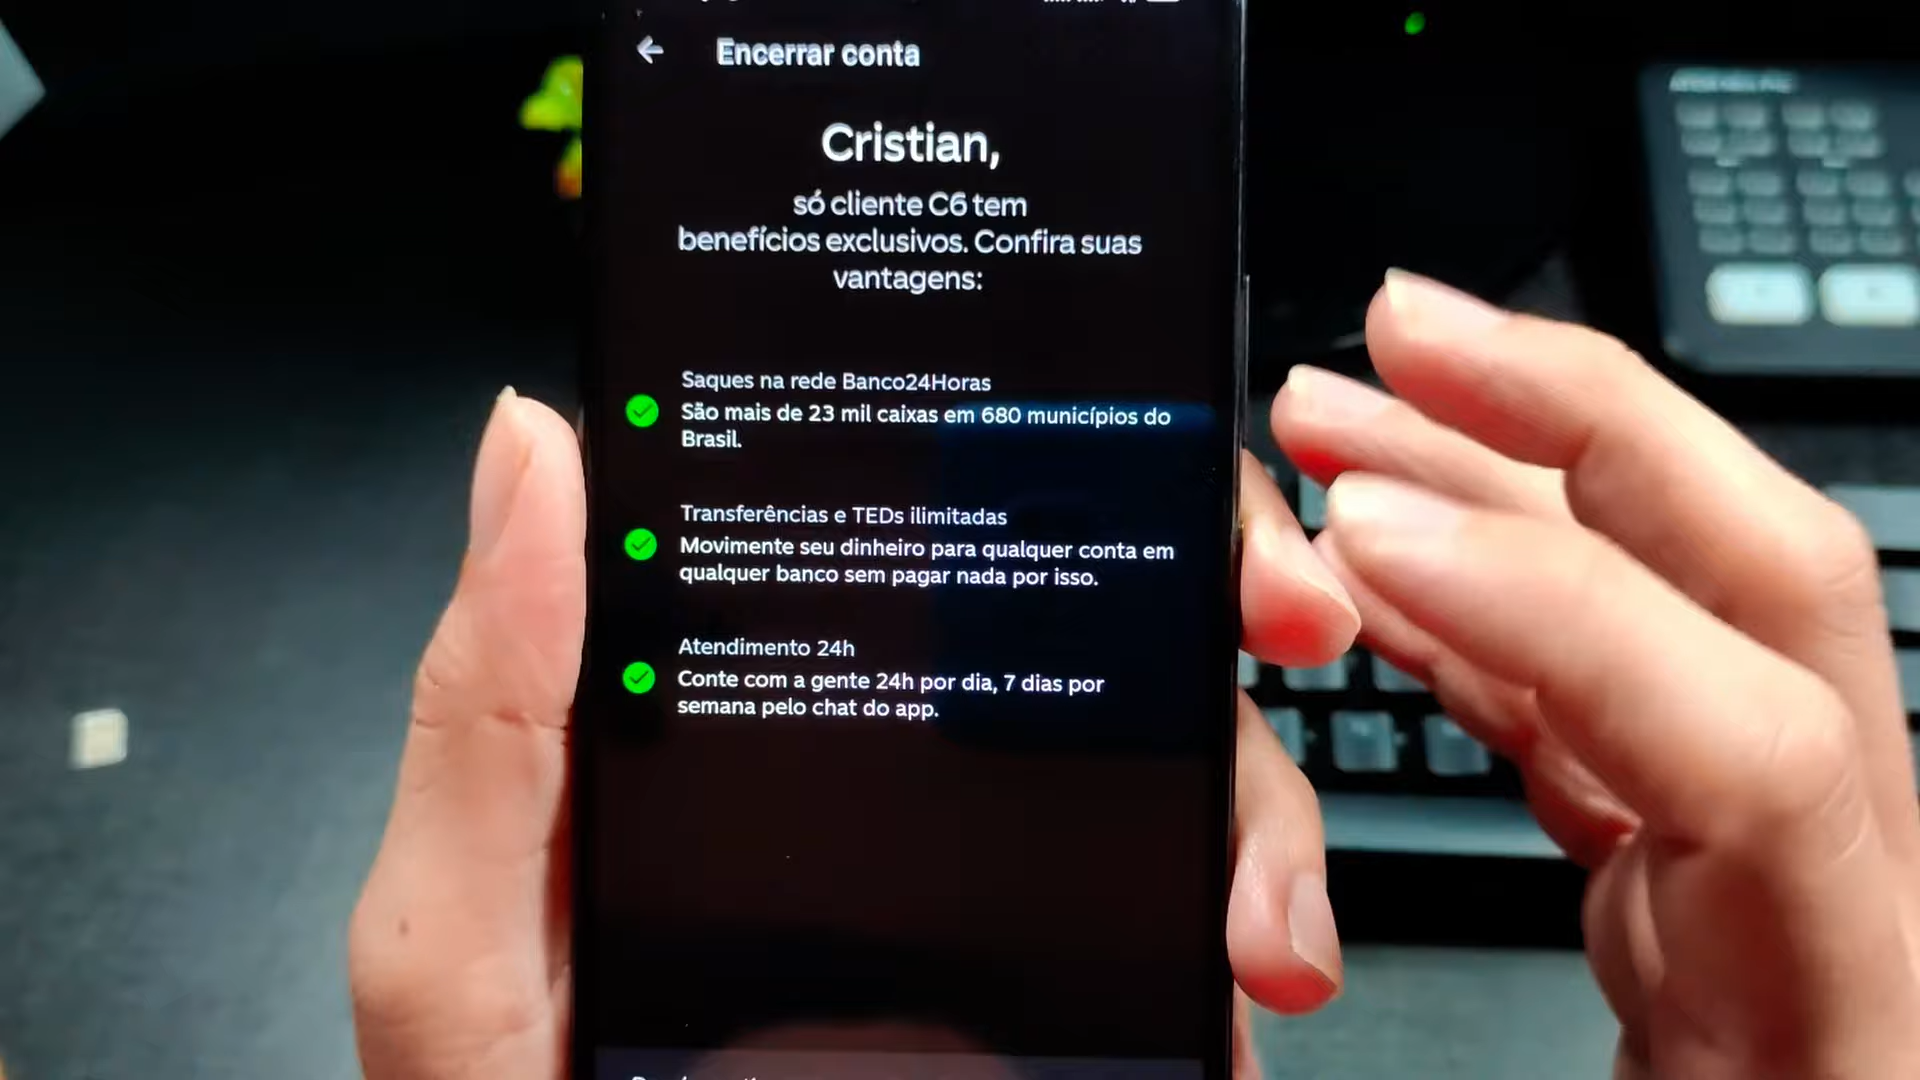 Encerrar conta
Cristian,
só cliente C6 tem
benefícios exclusivos. Confira suas
vantagens:
Saques na rede Banco24Horas
São mais de 23 mil caixas em 680 municípios do
Brasil.
Transferências e TEDs ilimitadas
Movimente seu dinheiro para qualquer conta em
qualquer banco sem pagar nada por isso.
Atendimento 24h
Conte com a gente 24h por dia, 7 dias por
semana pelo chat do app.